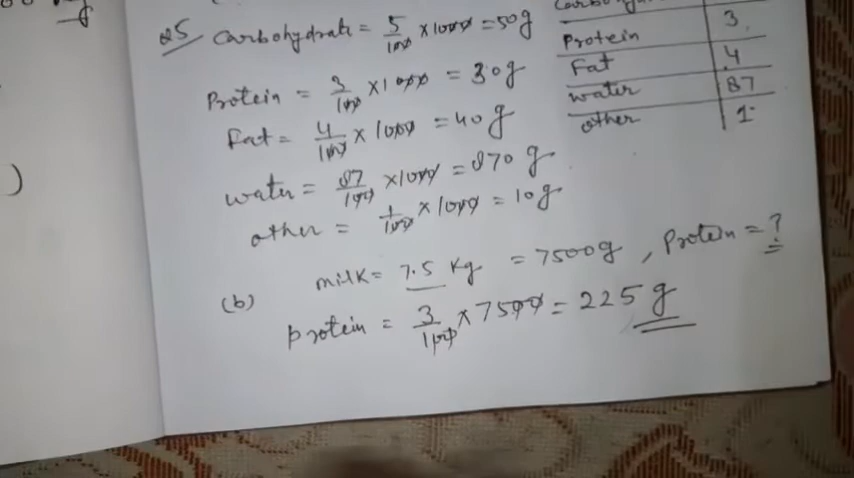 Q5 Carbohydrate = 5/100 × 1000 = 50g
Protein = 3/100 × 1000 = 30g
Fat = 4/100 × 1000 = 40g
water = 87/100 × 1000 = 870 g
other = 1/100 × 1000 = 10g
Protein 3
Fat 4
water 87
other 1
(b) milk = 7.5 Kg = 7500g, Protein = ?
Protein = 3/100 × 7500 = 225 g